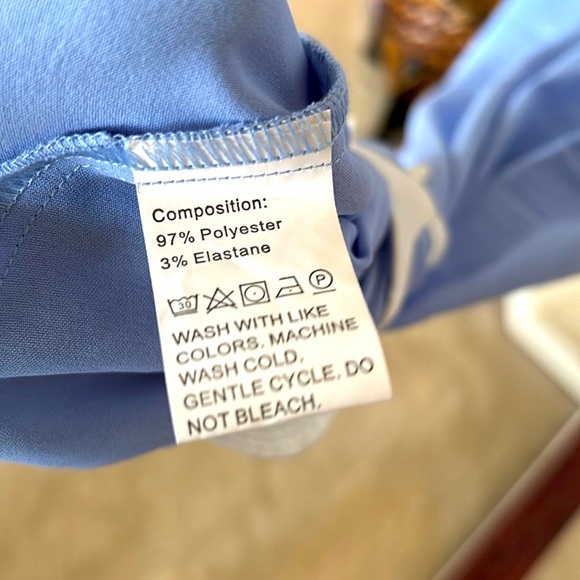 Composition:
97% Polyester
3% Elastane
30 P
WASH WITH LIKE
COLORS, MACHINE
WASH COLD,
GENTLE CYCLE, DO
NOT BLEACH,